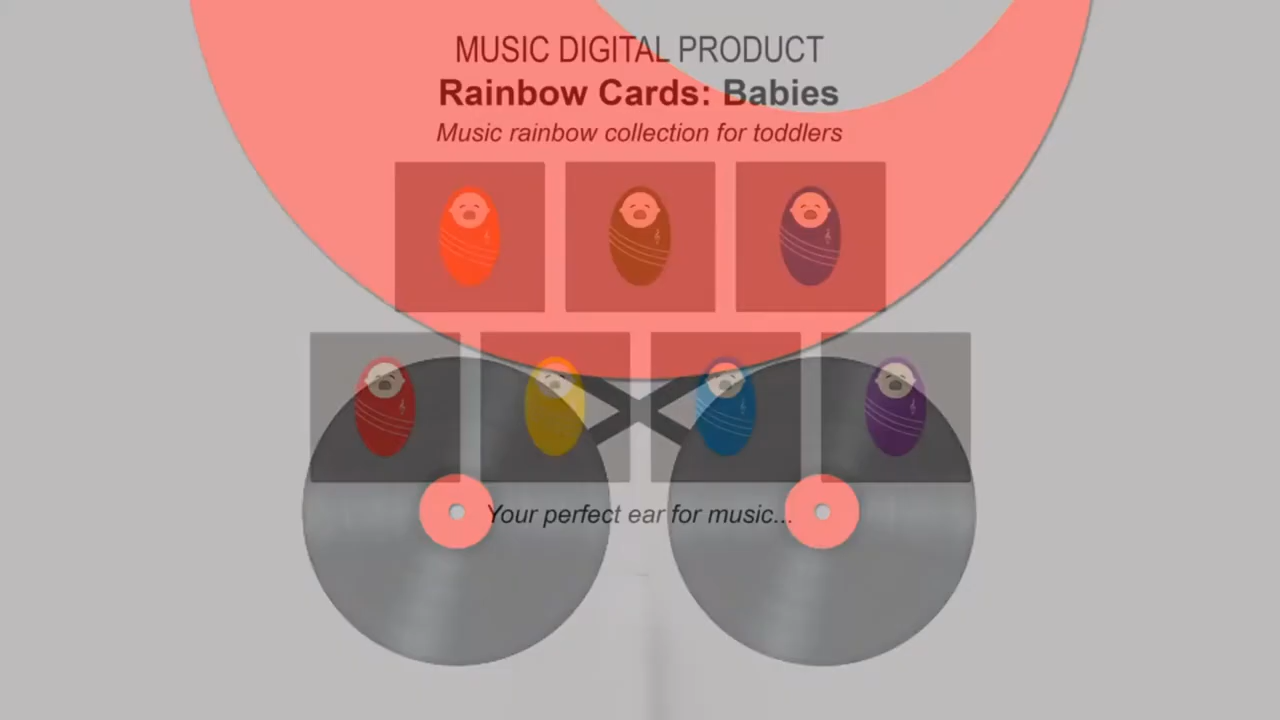 MUSIC DIGITAL PRODUCT
Rainbow Cards: Babies
Music rainbow collection for toddlers
Your perfect ear for music...